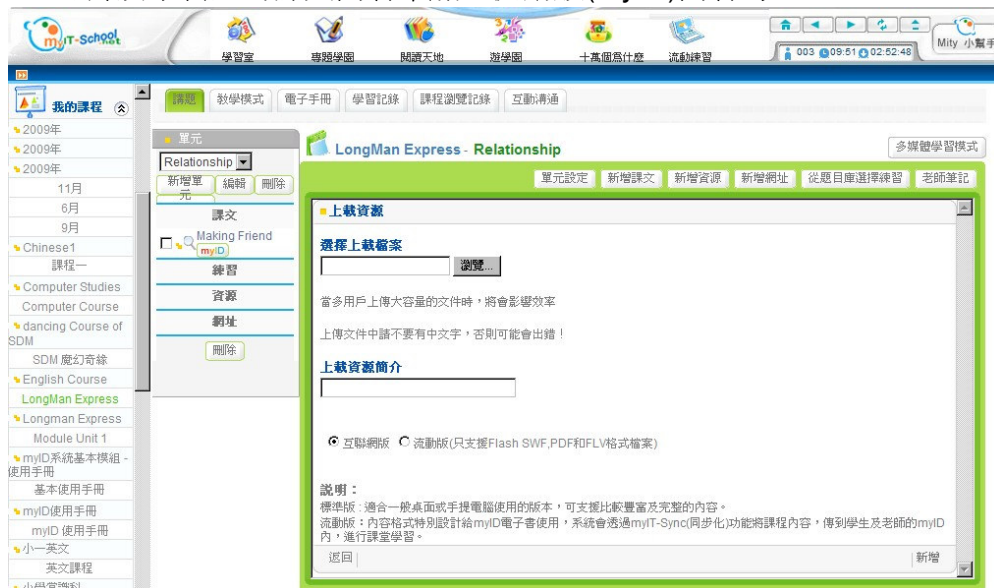 myIT-School
學習室
專題學園
閱讀天地
遊學園
十萬個為什麼
流動練習
003 09:51 02:52:48
Mity 小幫手
我的課程
2009年
2009年
2009年
11月
6月
9月
Chinese1
課程一
Computer Studies
Computer Course
dancing Course of
SDM
SDM 魔幻奇緣
English Course
LongMan Express
Longman Express
Module Unit 1
myID系統基本模組 -
使用手冊
基本使用手冊
myID使用手冊
myID 使用手冊
小一英文
英文課程
小學常識科
課題 教學模式 電子手冊 學習記錄 課程瀏覽記錄 互動溝通
單元
Relationship
新增單元 編輯 刪除
課文
Making Friend
myID
練習
資源
網址
刪除
LongMan Express - Relationship
多媒體學習模式
單元設定 新增課文 新增資源 新增網址 從題目庫選擇練習 老師筆記
上載資源
選擇上載檔案
瀏覽...
當多用戶上傳大容量的文件時，將會影響效率
上傳文件中請不要有中文字，否則可能會出錯！
上載資源簡介
互聯網版 流動版(只支援Flash SWF,PDF和FLV格式檔案)
說明：
標準版 : 適合一般桌面或手提電腦使用的版本，可支援比較豐富及完整的內容。
流動版：內容格式特別設計給myID電子書使用，系統會透過myIT-Sync(同步化)功能將課程內容，傳到學生及老師的myID
內，進行課堂學習。
返回
新增